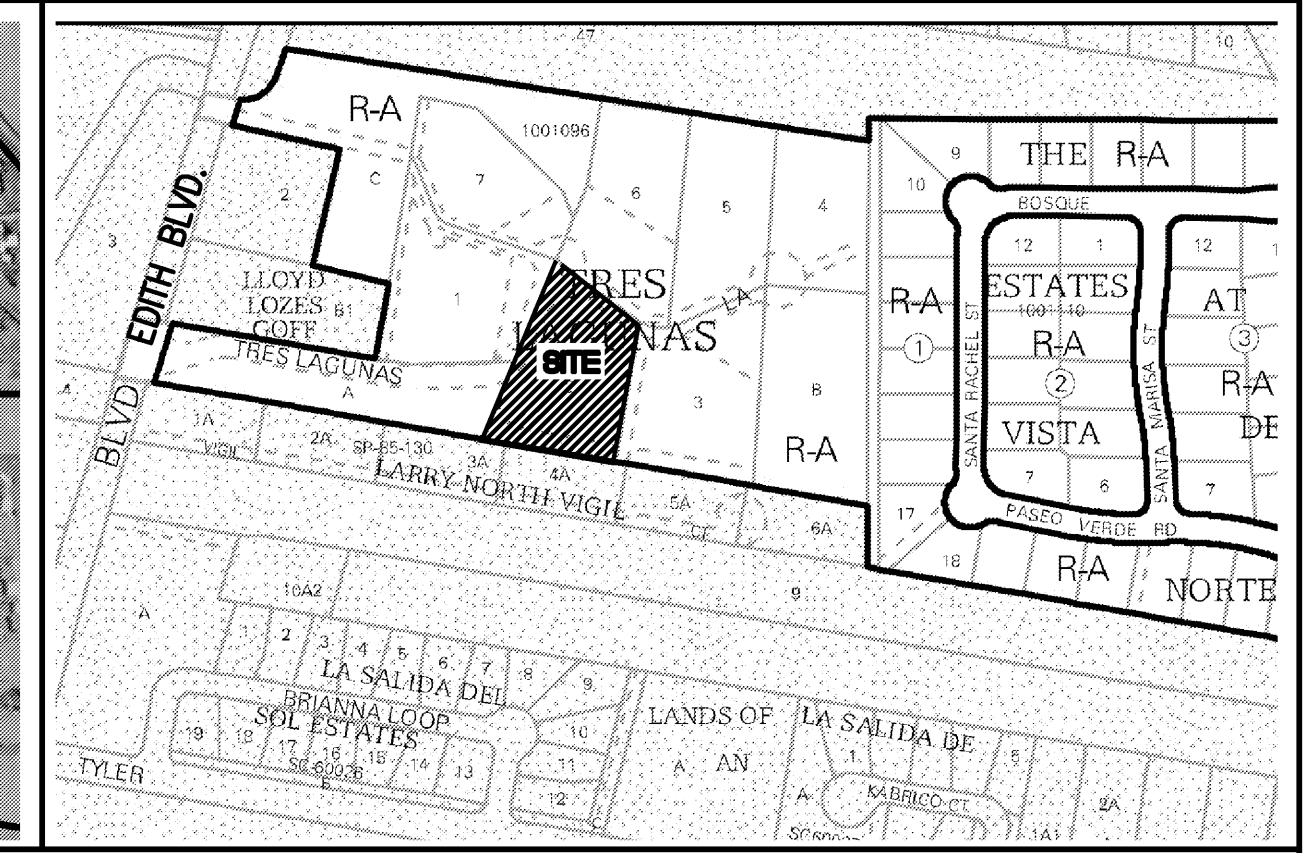 47
10
R-A
1001096
THE R-A
9
2
C
7
6
5
4
10
BOSQUE
3
EDITH BLVD.
12
1
12
LLOYD
LOZES
GOFF
B1
1
TRES
LAGUNAS
LA
R-A
ESTATES
1001110
AT
1
R-A
3
SITE
2
R-A
TRES LAGUNAS
A
3
B
SANTA RACHEL ST
SANTA MARISA ST
VISTA
DE
BLVD
1A
VIGIL
2A
SP-85-130
3A
4A
R-A
LARRY NORTH VIGIL
5A
CT
6A
7
6
7
17
PASEO VERDE RD
18
R-A
NORTE
9
10A2
A
1
2
3
4
5
6
7
8
9
LA SALIDA DEL
BRIANNA LOOP
SOL ESTATES
LANDS OF
LA SALIDA DE
19
18
17
16
15
14
13
10
11
12
TYLER
A
AN
1
5
A
KABRICO CT
2A
C
1A1